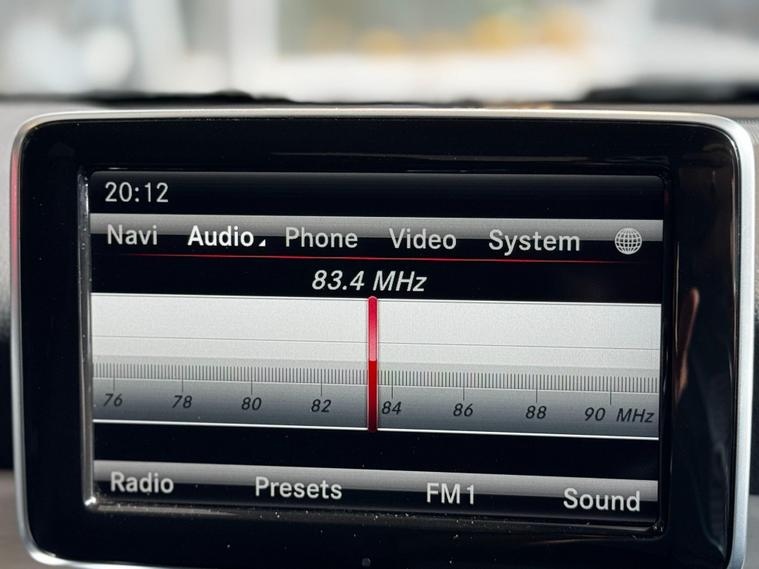 20:12
Navi Audio Phone Video System
83.4 MHz
76 78 80 82 84 86 88 90 MHz
Radio Presets FM1 Sound